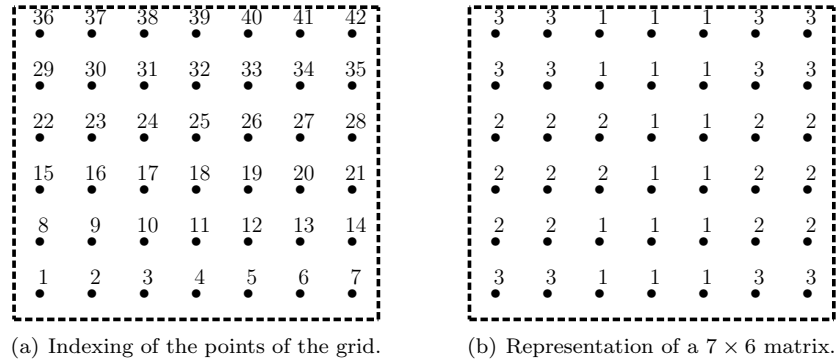 36 37 38 39 40 41 42 3 3 1 1 1 3 3
29 30 31 32 33 34 35 3 3 1 1 1 3 3
22 23 24 25 26 27 28 2 2 2 1 1 2 2
15 16 17 18 19 20 21 2 2 2 1 1 2 2
8 9 10 11 12 13 14 2 2 1 1 1 2 2
1 2 3 4 5 6 7 3 3 1 1 1 3 3
(a) Indexing of the points of the grid. (b) Representation of a 7 × 6 matrix.